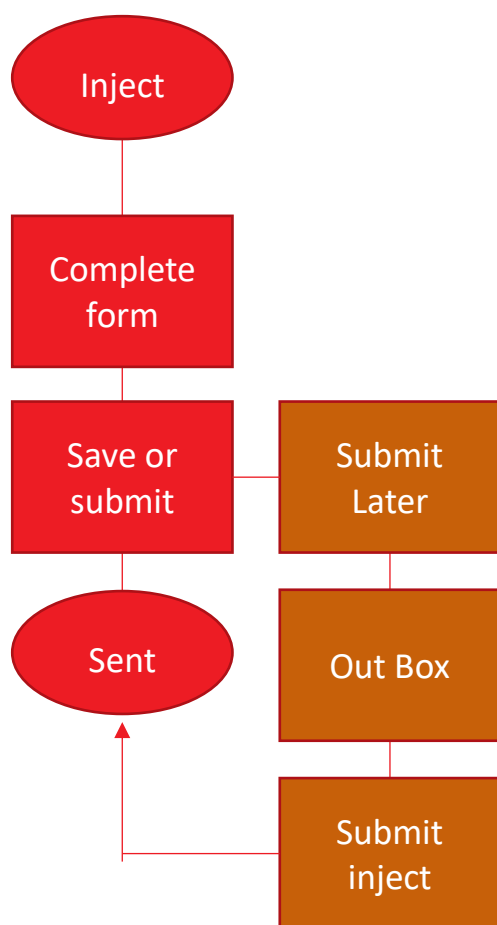 Inject
Complete
form
Save or
submit
Submit
Later
Sent
Out Box
Submit
inject